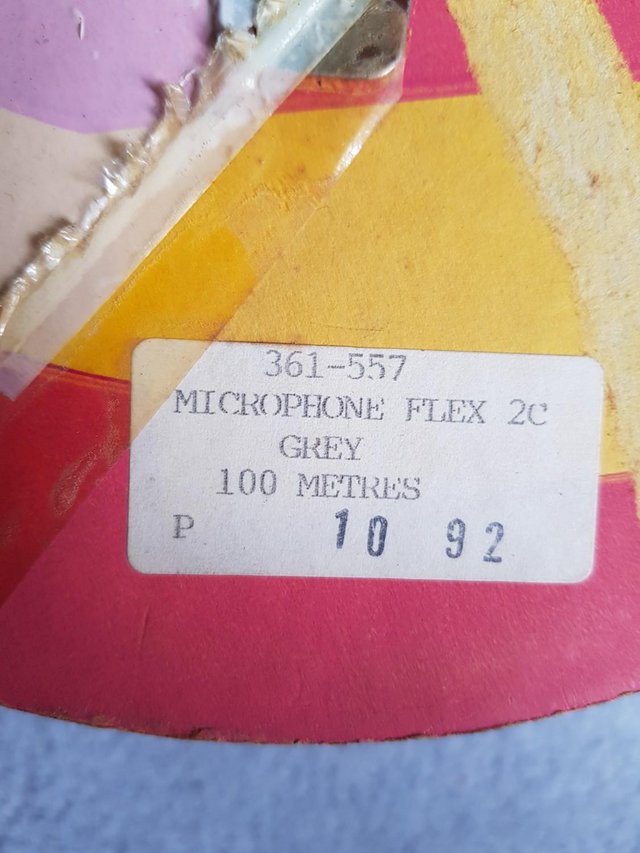 361-557
MICROPHONE FLEX 2C
GREY
100 METRES
P 10 92